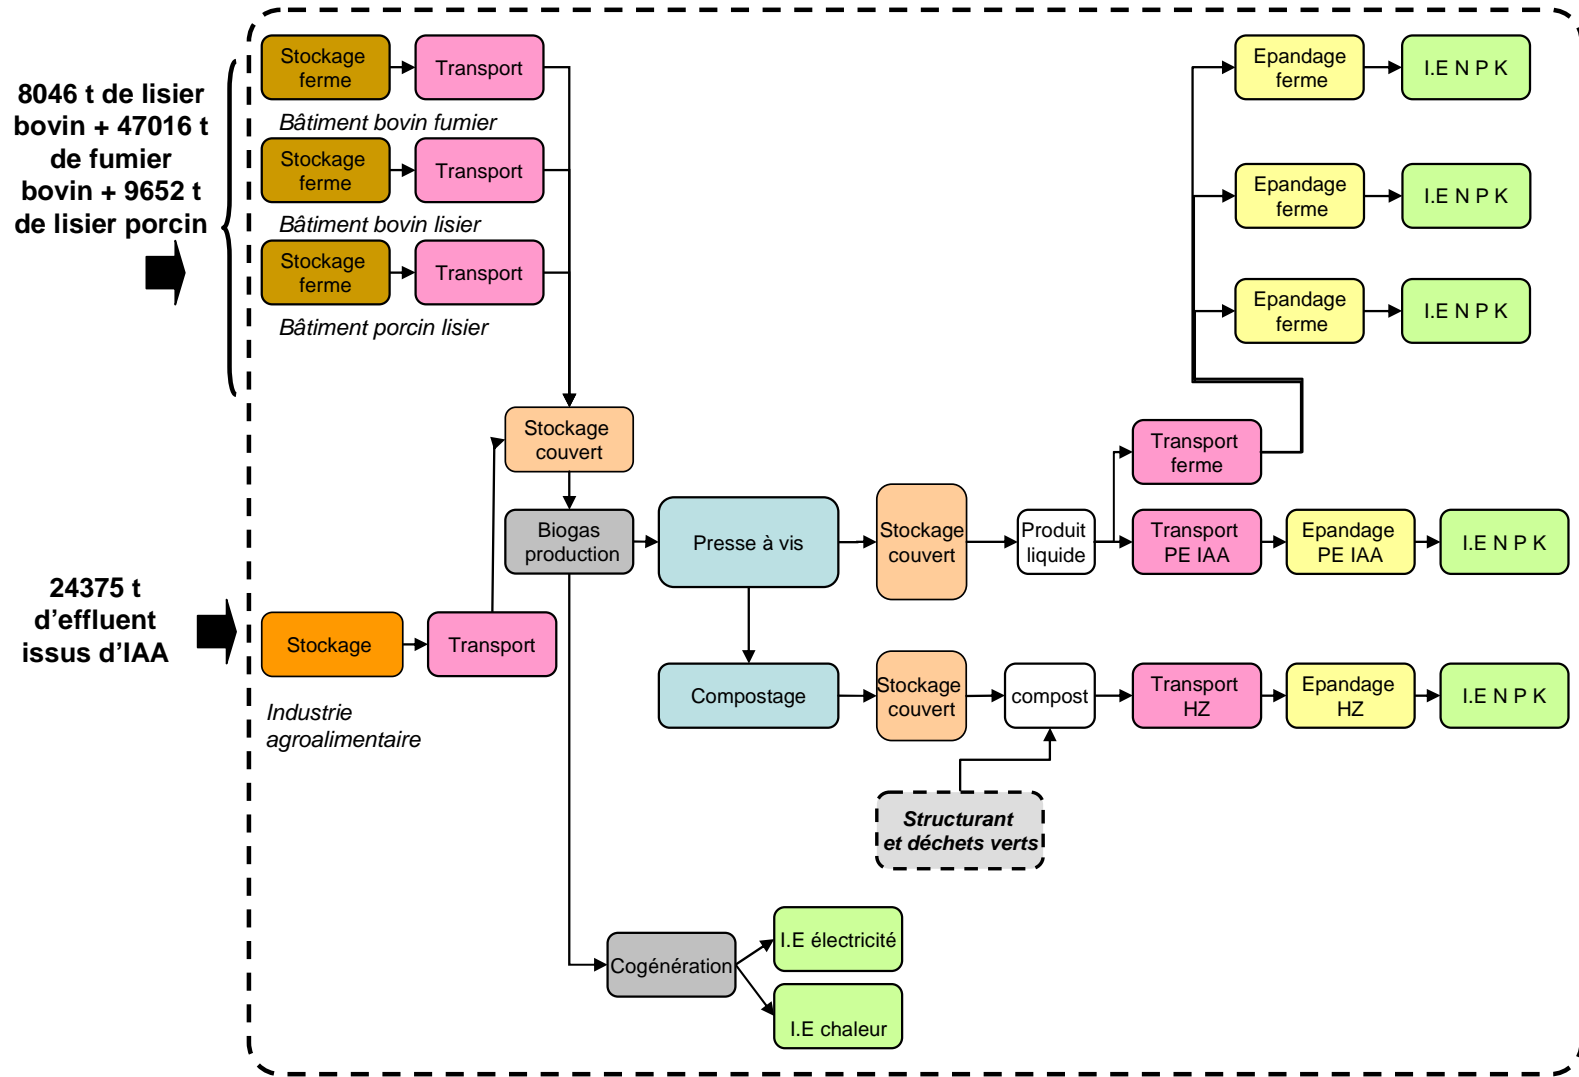 8046 t de lisier
bovin + 47016 t
de fumier
bovin + 9652 t
de lisier porcin
24375 t
d'effluent
issus d'IAA
Stockage
ferme
Transport
Bâtiment bovin fumier
Stockage
ferme
Transport
Bâtiment bovin lisier
Stockage
ferme
Transport
Bâtiment porcin lisier
Stockage
couvert
Biogas
production
Stockage
Transport
Industrie
agroalimentaire
Presse à vis
Stockage
couvert
Produit
liquide
Compostage
Stockage
couvert
compost
Structurant
et déchets verts
Cogénération
I.E électricité
I.E chaleur
Epandage
ferme
I.E N P K
Epandage
ferme
I.E N P K
Epandage
ferme
I.E N P K
Transport
ferme
Transport
PE IAA
Epandage
PE IAA
I.E N P K
Transport
HZ
Epandage
HZ
I.E N P K